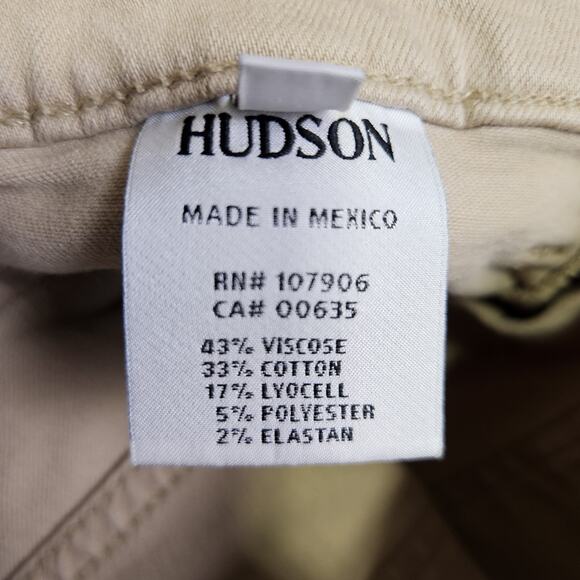 HUDSON
MADE IN MEXICO
RN# 107906
CA# 00635
43% VISCOSE
33% COTTON
17% LYOCELL
5% POLYESTER
2% ELASTAN